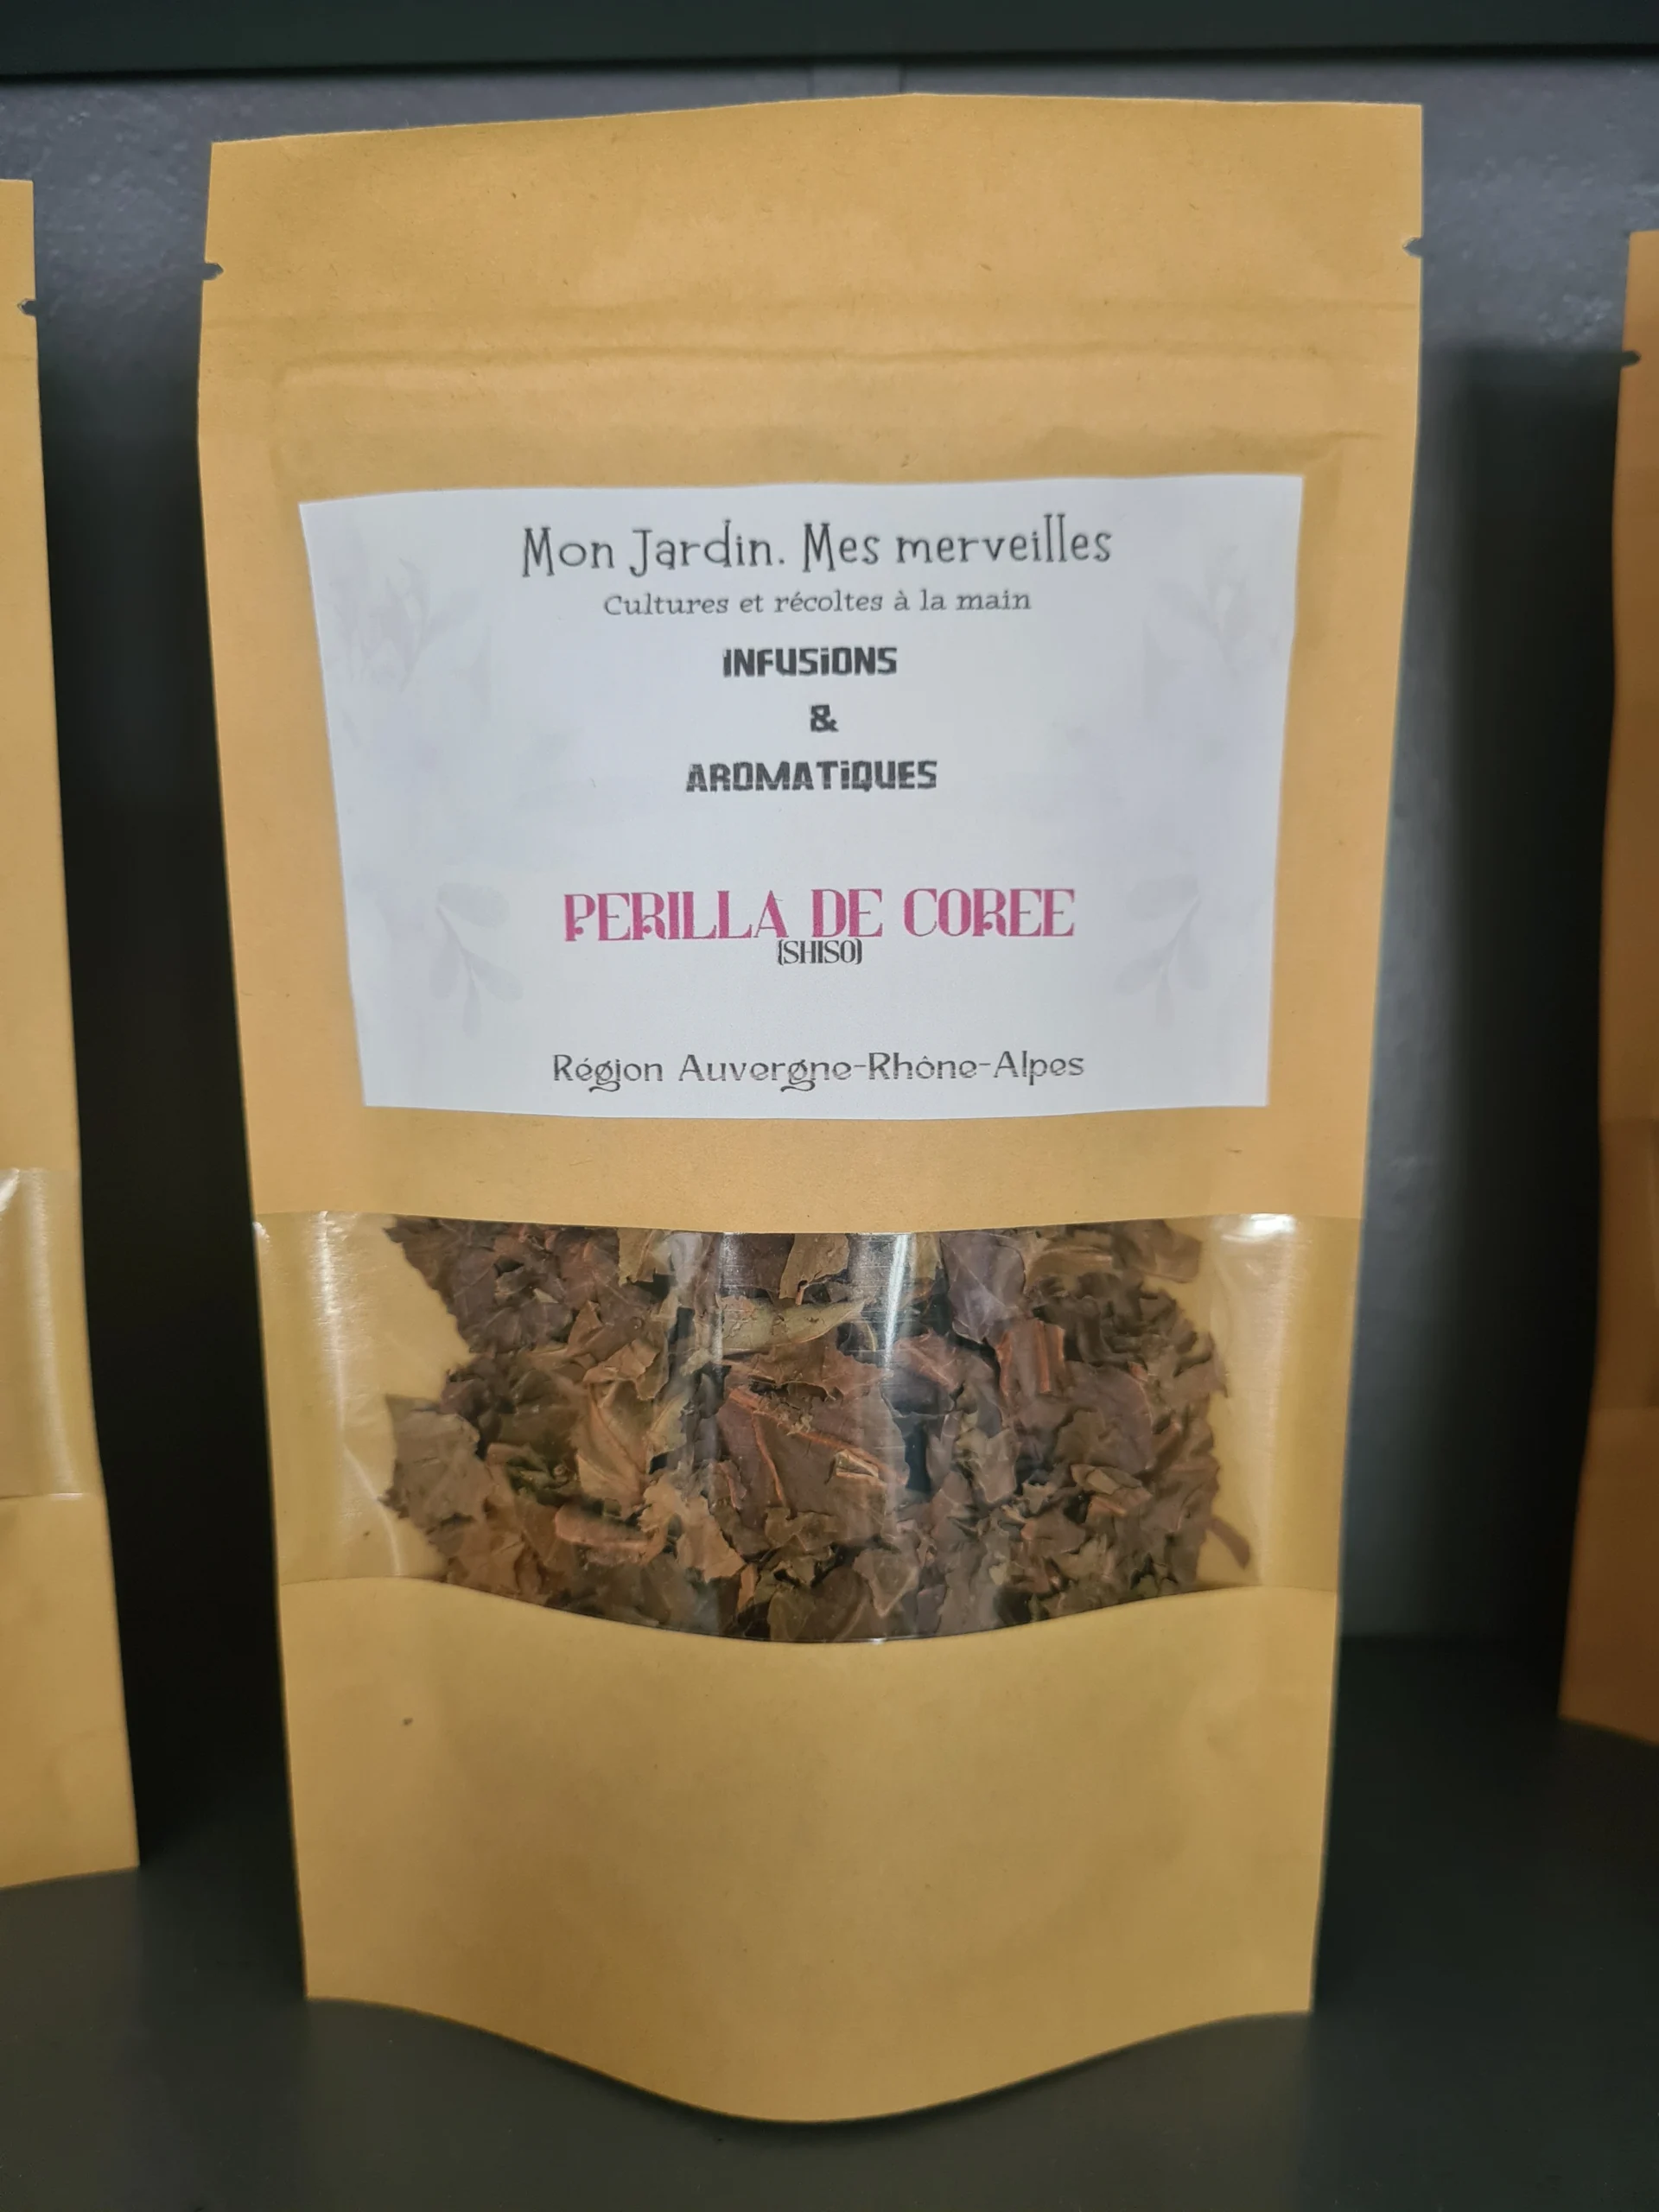 Mon Jardin. Mes merveilles
Cultures et récoltes à la main
INFUSiONS
&
AROMATiQUES
PERILLA DE COREE
(SHISO)
Région Auvergne-Rhône-Alpes